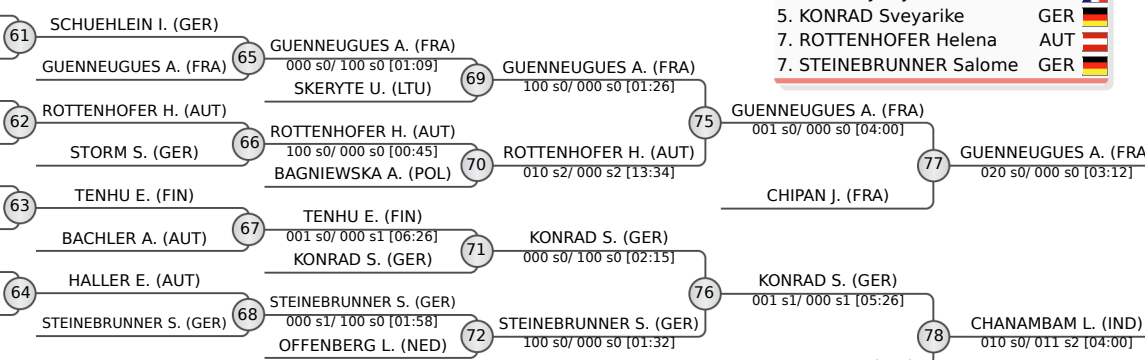 5. KONRAD Sveyarike GER
7. ROTTENHOFER Helena AUT
7. STEINEBRUNNER Salome GER
61
SCHUEHLEIN I. (GER)
GUENNEUGUES A. (FRA)
65
GUENNEUGUES A. (FRA)
000 s0/ 100 s0 [01:09]
SKERYTE U. (LTU)
69
GUENNEUGUES A. (FRA)
100 s0/ 000 s0 [01:26]
62
ROTTENHOFER H. (AUT)
STORM S. (GER)
66
ROTTENHOFER H. (AUT)
100 s0/ 000 s0 [00:45]
BAGNIEWSKA A. (POL)
70
ROTTENHOFER H. (AUT)
010 s2/ 000 s2 [13:34]
75
GUENNEUGUES A. (FRA)
001 s0/ 000 s0 [04:00]
CHIPAN J. (FRA)
77
GUENNEUGUES A. (FRA
020 s0/ 000 s0 [03:12]
63
TENHU E. (FIN)
BACHLER A. (AUT)
67
TENHU E. (FIN)
001 s0/ 000 s1 [06:26]
KONRAD S. (GER)
71
KONRAD S. (GER)
000 s0/ 100 s0 [02:15]
64
HALLER E. (AUT)
STEINEBRUNNER S. (GER)
68
STEINEBRUNNER S. (GER)
000 s1/ 100 s0 [01:58]
OFFENBERG L. (NED)
72
STEINEBRUNNER S. (GER)
100 s0/ 000 s0 [01:32]
76
KONRAD S. (GER)
001 s1/ 000 s1 [05:26]
78
CHANAMBAM L. (IND)
010 s0/ 011 s2 [04:00]